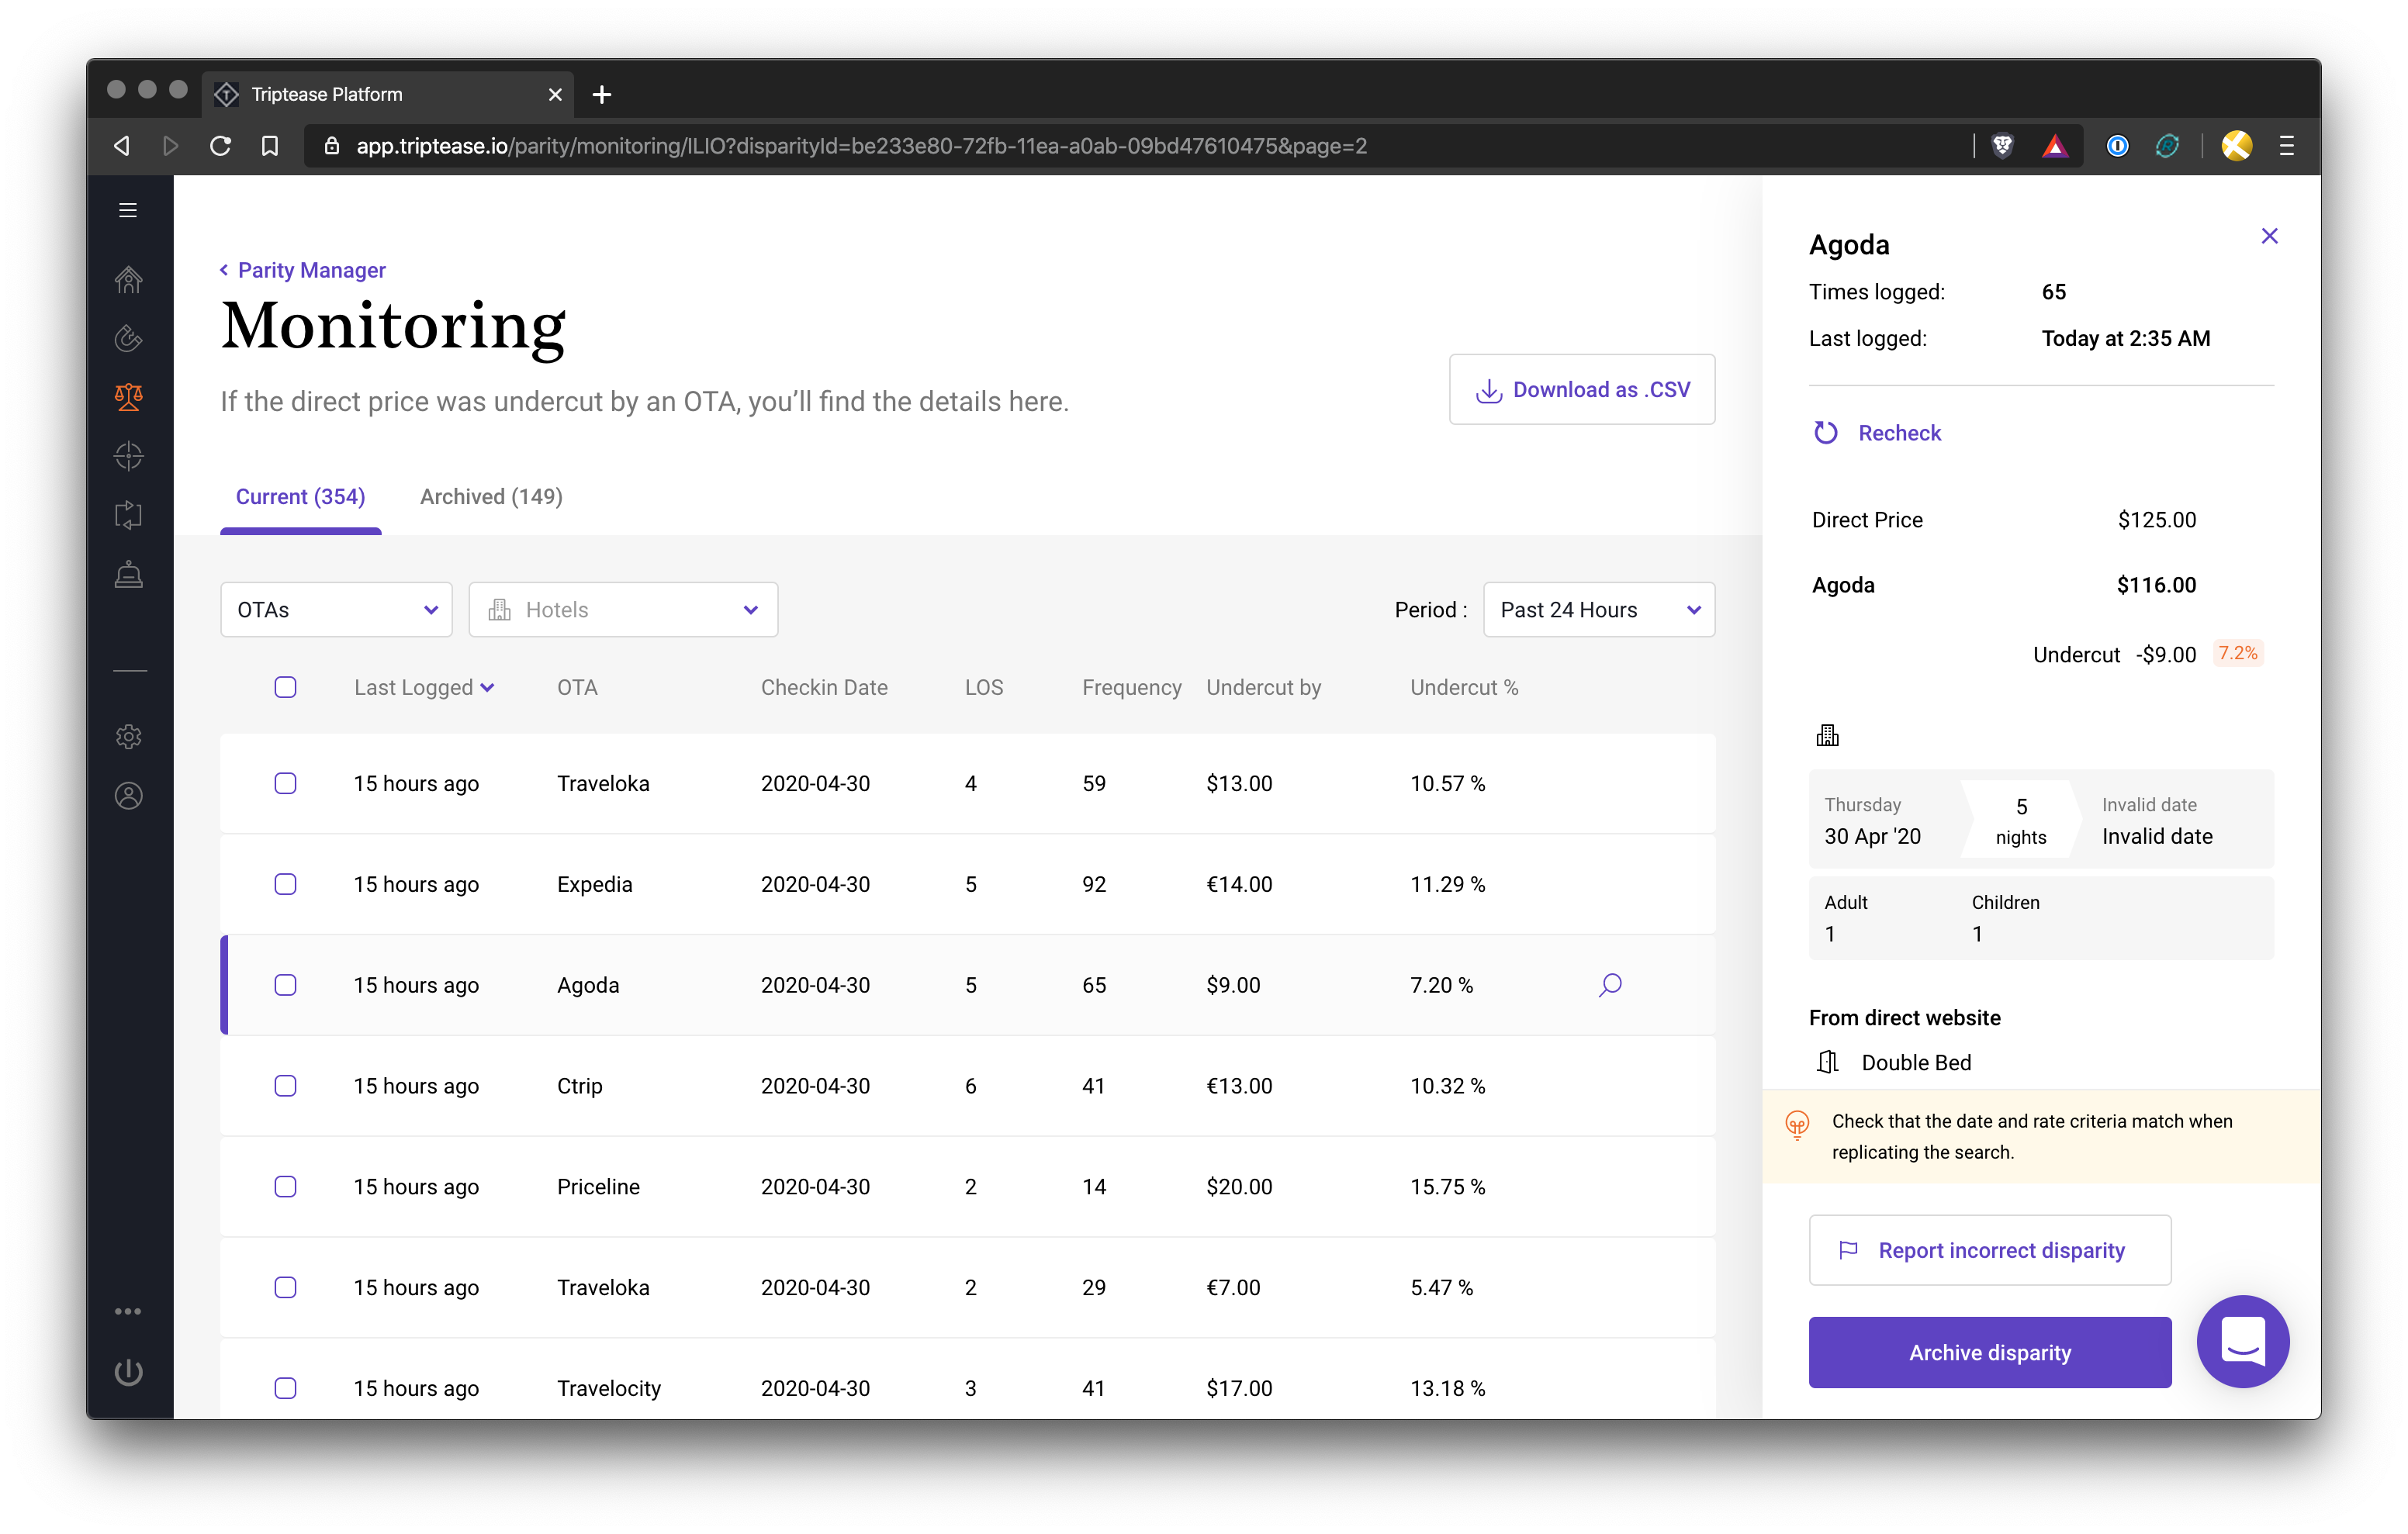 Triptease Platform
app.triptease.io/parity/monitoring/ILIO?disparityId=be233e80-72fb-11ea-a0ab-09bd47610475&page=2
Parity Manager
Monitoring
If the direct price was undercut by an OTA, you’ll find the details here.
Download as .CSV
Current (354)
Archived (149)
OTAs
Hotels
Period :
Past 24 Hours
Last Logged OTA Checkin Date LOS Frequency Undercut by Undercut %
15 hours ago Traveloka 2020-04-30 4 59 $13.00 10.57 %
15 hours ago Expedia 2020-04-30 5 92 €14.00 11.29 %
15 hours ago Agoda 2020-04-30 5 65 $9.00 7.20 %
15 hours ago Ctrip 2020-04-30 6 41 €13.00 10.32 %
15 hours ago Priceline 2020-04-30 2 14 $20.00 15.75 %
15 hours ago Traveloka 2020-04-30 2 29 €7.00 5.47 %
15 hours ago Travelocity 2020-04-30 3 41 $17.00 13.18 %
Agoda
Times logged: 65
Last logged: Today at 2:35 AM
Recheck
Direct Price $125.00
Agoda $116.00
Undercut -$9.00 7.2%
Thursday
30 Apr '20
5
nights
Invalid date
Invalid date
Adult Children
1 1
From direct website
Double Bed
Check that the date and rate criteria match when
replicating the search.
Report incorrect disparity
Archive disparity